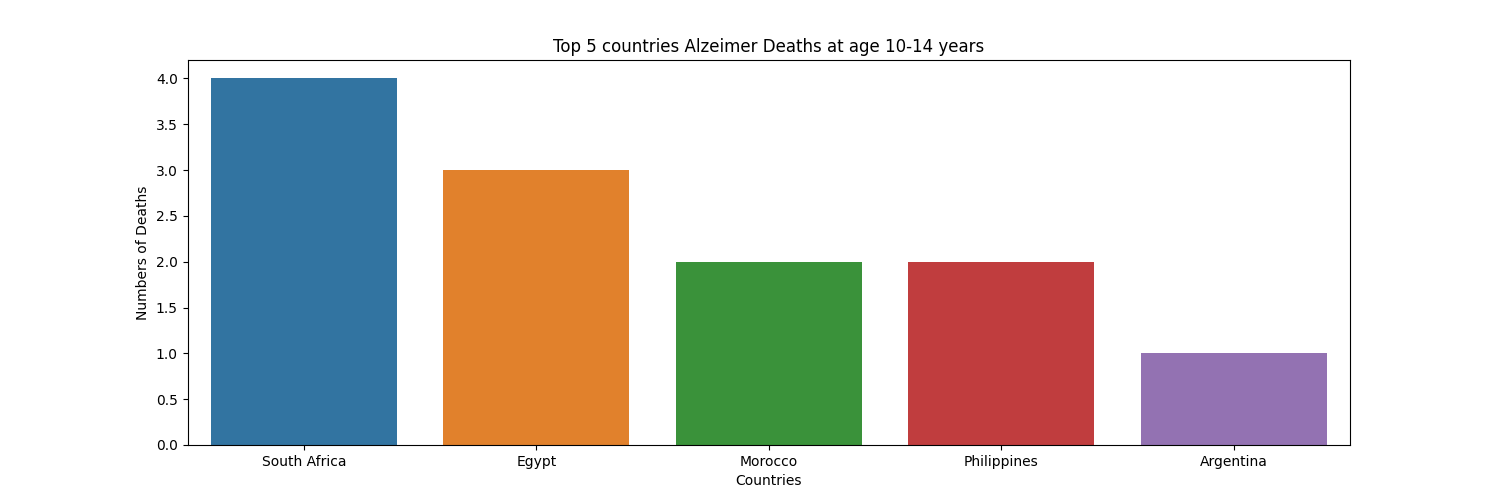 Top 5 countries Alzeimer Deaths at age 10-14 years
4.0
3.5
3.0
2.5
2.0
1.5
1.0
0.5
0.0
Numbers of Deaths
South Africa Egypt Morocco Philippines Argentina
Countries